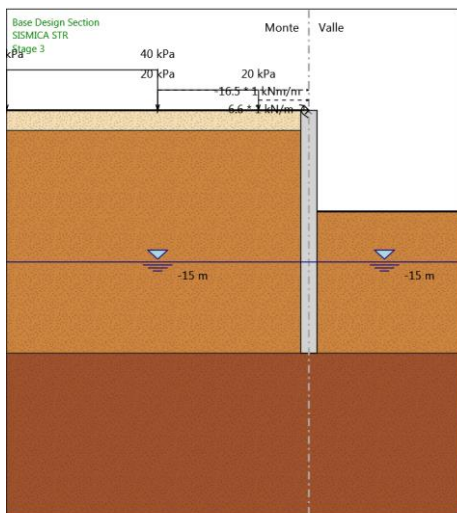 Base Design Section
SISMICA STR
Stage 3
Monte
Valle
kPa
40 kPa
20 kPa
20 kPa
-16.5 * 1 kNm/m
6.6 * 1 kN/m
-15 m
-15 m